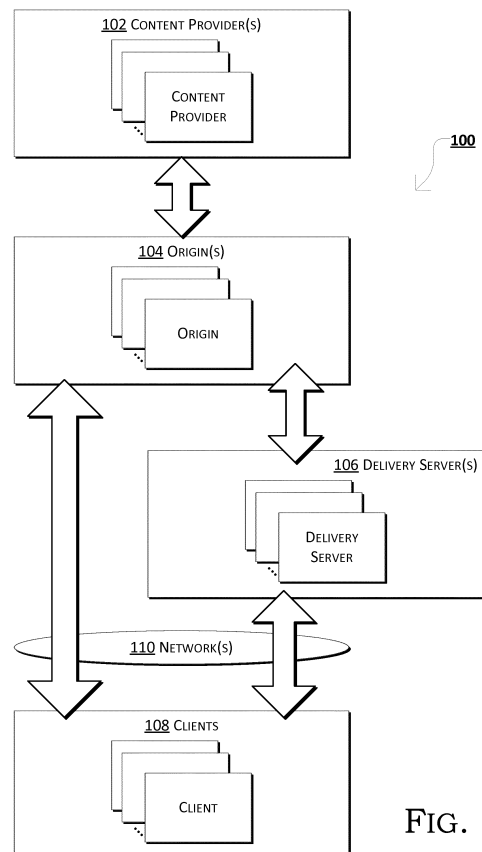 102 CONTENT PROVIDER(S)
CONTENT
PROVIDER
100
104 ORIGIN(S)
ORIGIN
106 DELIVERY SERVER(S)
DELIVERY
SERVER
110 NETWORK(S)
108 CLIENTS
CLIENT
FIG.